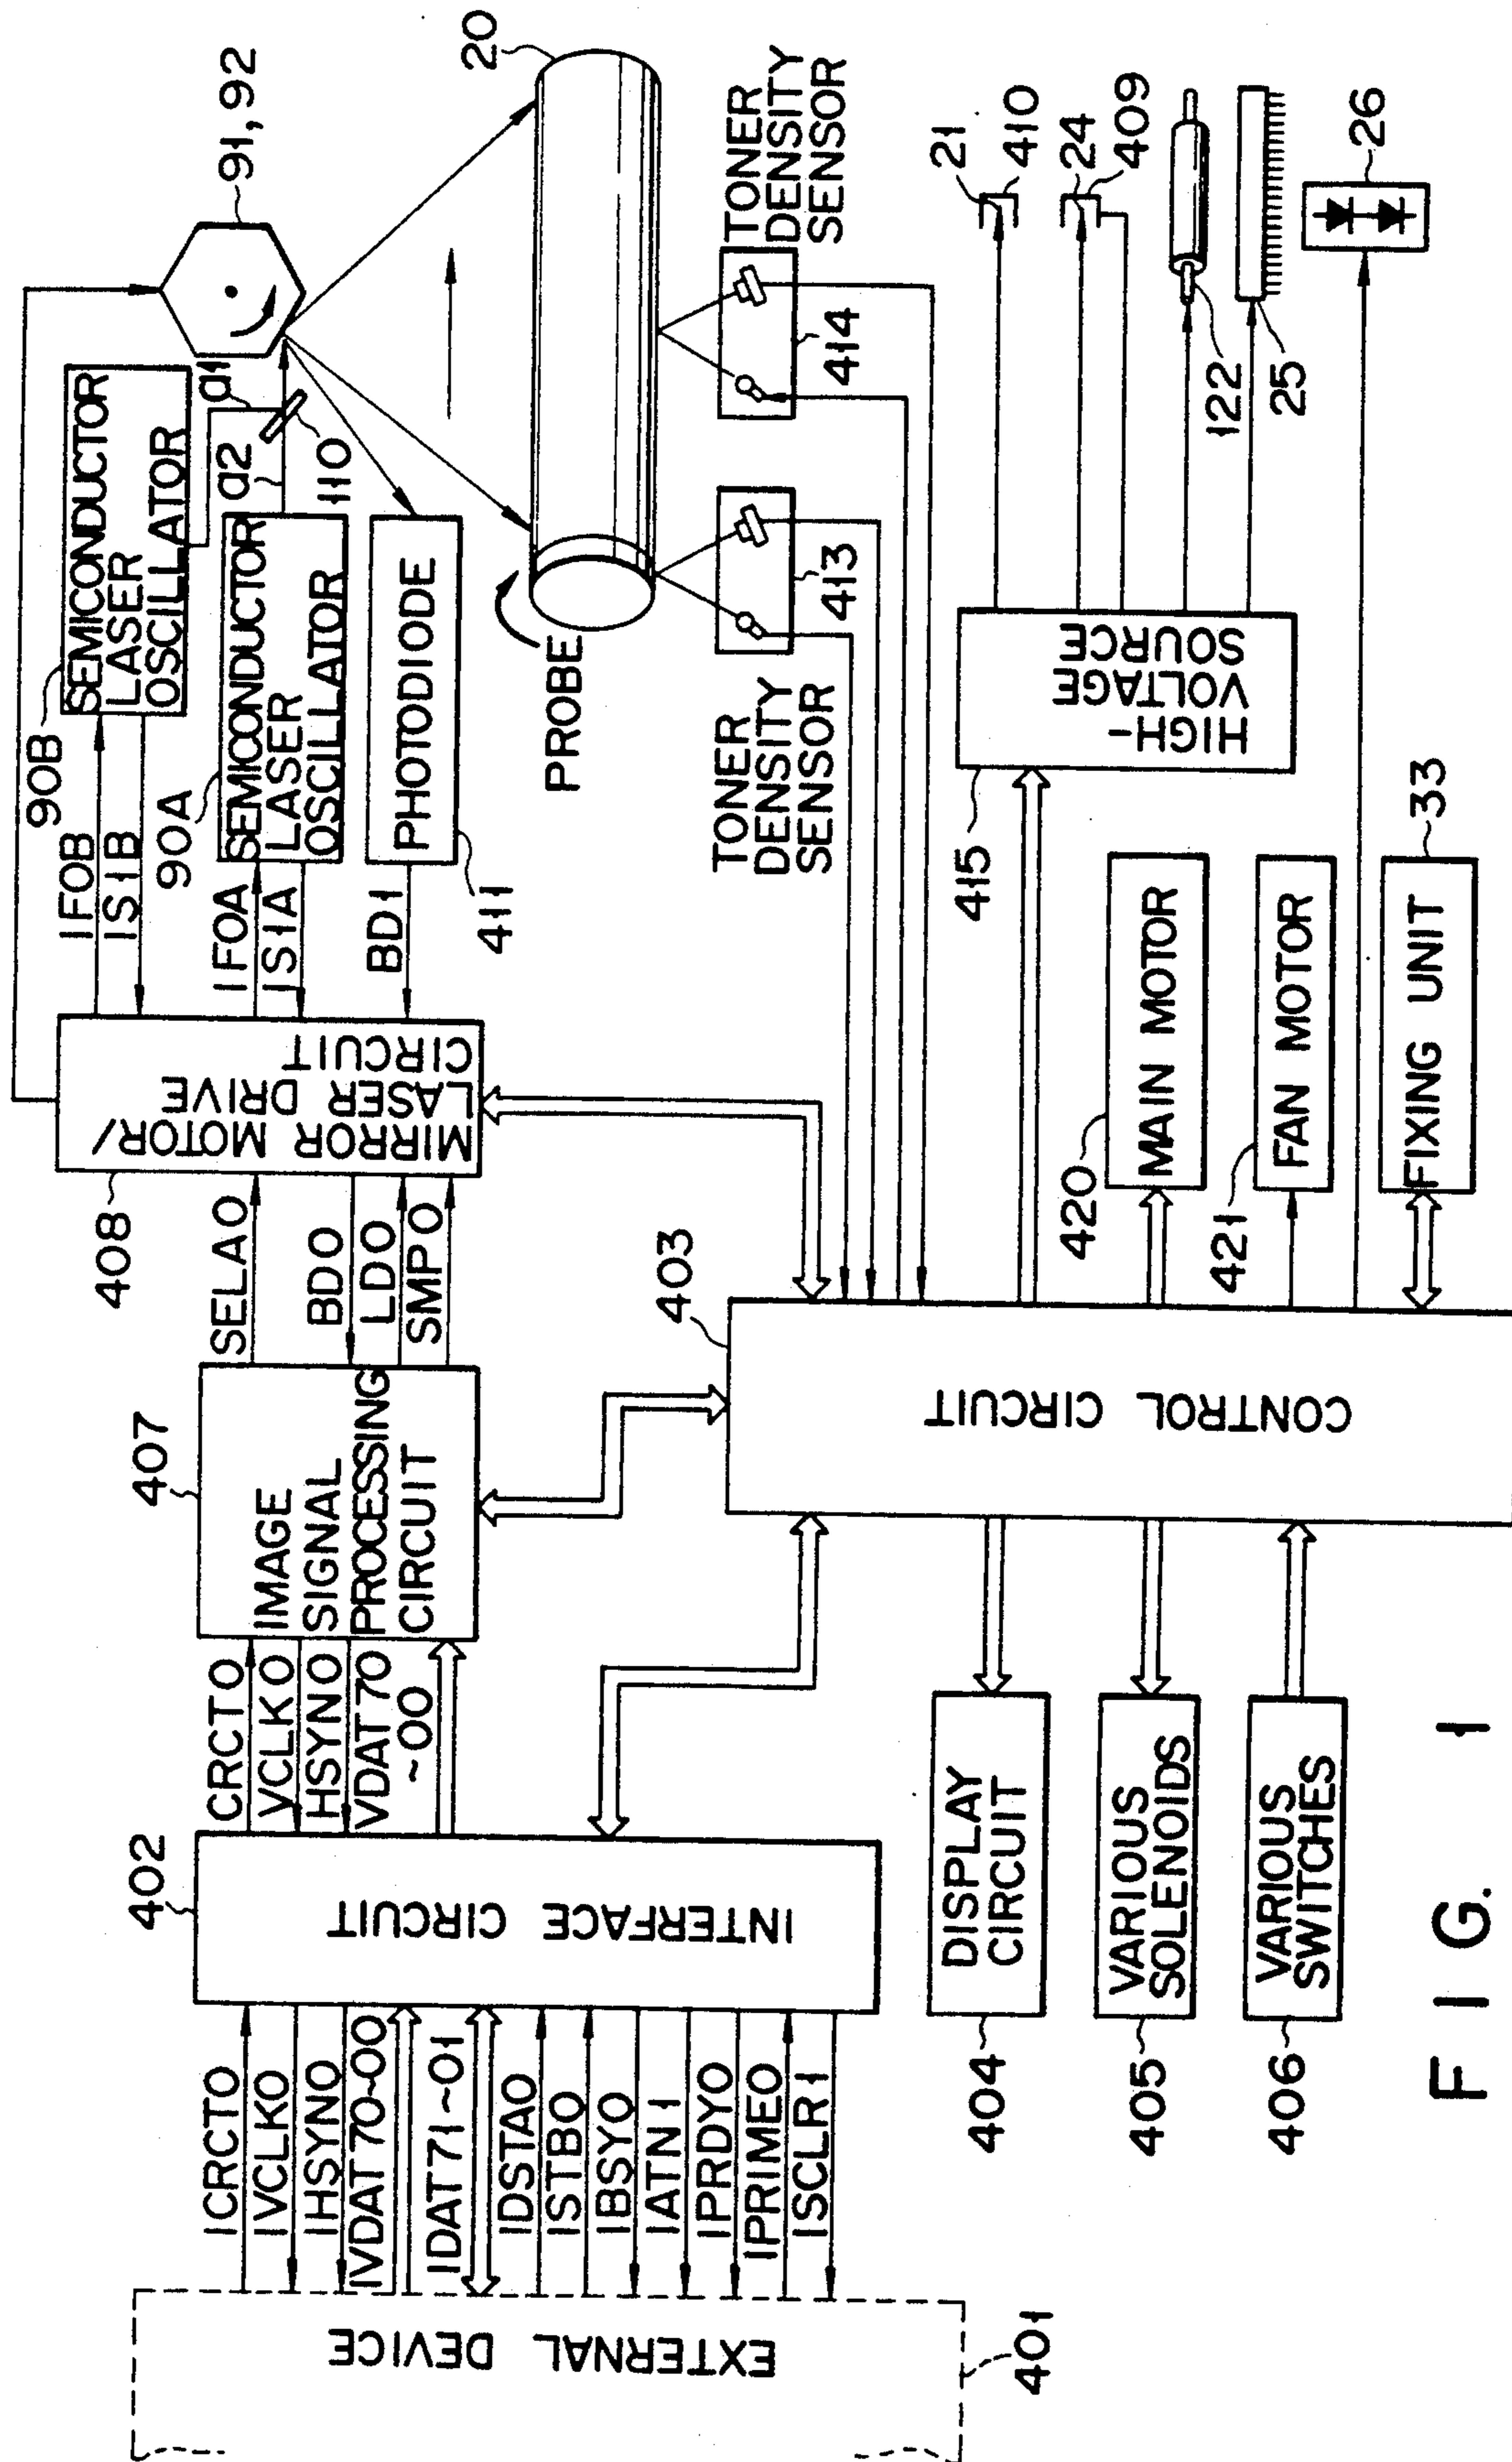 EXTERNAL DEVICE
401
ICRCTO
IVCLKO
IHSYNO
IVDAT70~00
IDAT71~01
IDSTAO
ISTBO
IBSYO
IATN1
IPRDYO
IPRIMEO
ISCLR1
402
INTERFACE CIRCUIT
CRCTO
VCLKO
HSYNO
VDAT70
~00
407
IMAGE
SIGNAL
PROCESSING
CIRCUIT
SELAO
BDO
LDO
SMPO
408
MIRROR MOTOR/
LASER DRIVE
CIRCUIT
IFOB
ISIB
90B
SEMICONDUCTOR
LASER
OSCILLATOR
IFOA
ISIA
90A
SEMICONDUCTOR
LASER
OSCILLATOR
BD1
PHOTODIODE
411
a1
a2
110
91, 92
20
PROBE
TONER
DENSITY
SENSOR
413
414
TONER
DENSITY
SENSOR
403
CONTROL CIRCUIT
404
DISPLAY
CIRCUIT
405
VARIOUS
SOLENOIDS
406
VARIOUS
SWITCHES
415
HIGH-
VOLTAGE
SOURCE
21
410
24
409
122
25
26
420
MAIN MOTOR
421
FAN MOTOR
33
FIXING UNIT
FIG. 1